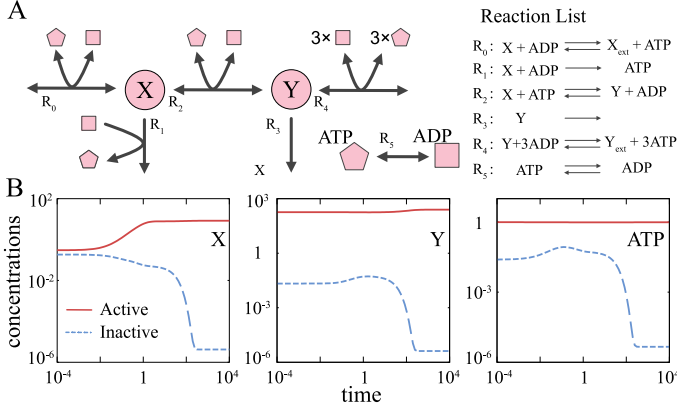 A
Reaction List
3× 3×
X Y
R0 R2 R4
R1 R3 R5
X
ATP ADP
R0: X + ADP Xext + ATP
R1: X + ADP ATP
R2: X + ATP Y + ADP
R3: Y
R4: Y+3ADP Yext + 3ATP
R5: ATP ADP
B
concentrations
10^2
10^-2
10^-6
X
Active
Inactive
10^-4 1 10^4
10^3
1
10^-3
10^-6
Y
10^-4 1 10^4
time
1
10^-3
10^-6
ATP
10^-4 1 10^4